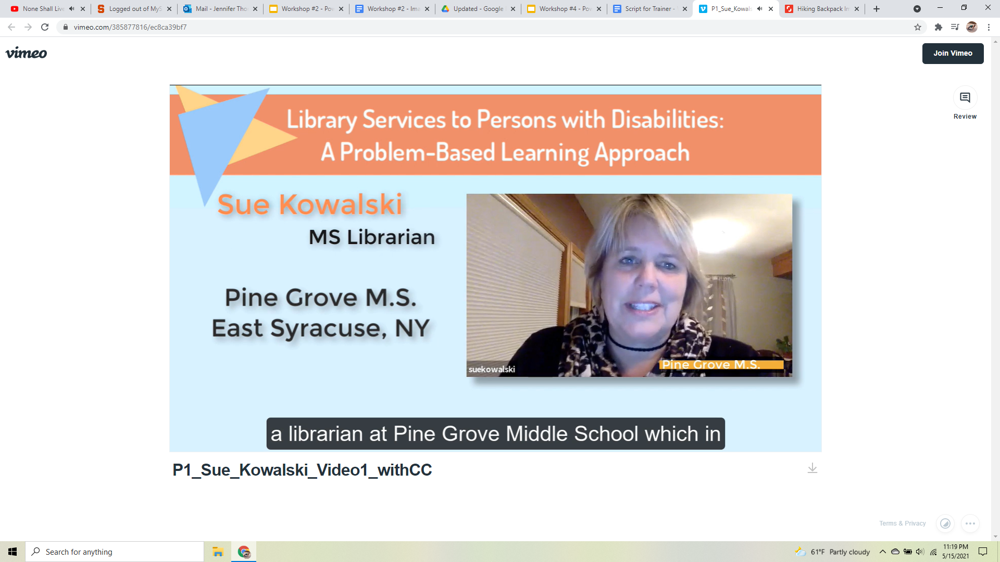 None Shall Live
Logged out of MyS
Mail - Jennifer Tho
Workshop #2 - Pow
Workshop #2 - Ima
Updated - Google
Workshop #4 - Pow
Script for Trainer -
P1_Sue_Kowals
Hiking Backpack In
vimeo.com/385877816/ec8ca39bf7
vimeo
Join Vimeo
Review
Library Services to Persons with Disabilities:
A Problem-Based Learning Approach
Sue Kowalski
MS Librarian
Pine Grove M.S.
East Syracuse, NY
Pine Grove M.S.
suekowalski
a librarian at Pine Grove Middle School which in
P1_Sue_Kowalski_Video1_withCC
Terms & Privacy
Search for anything
61°F Partly cloudy
11:19 PM
5/15/2021